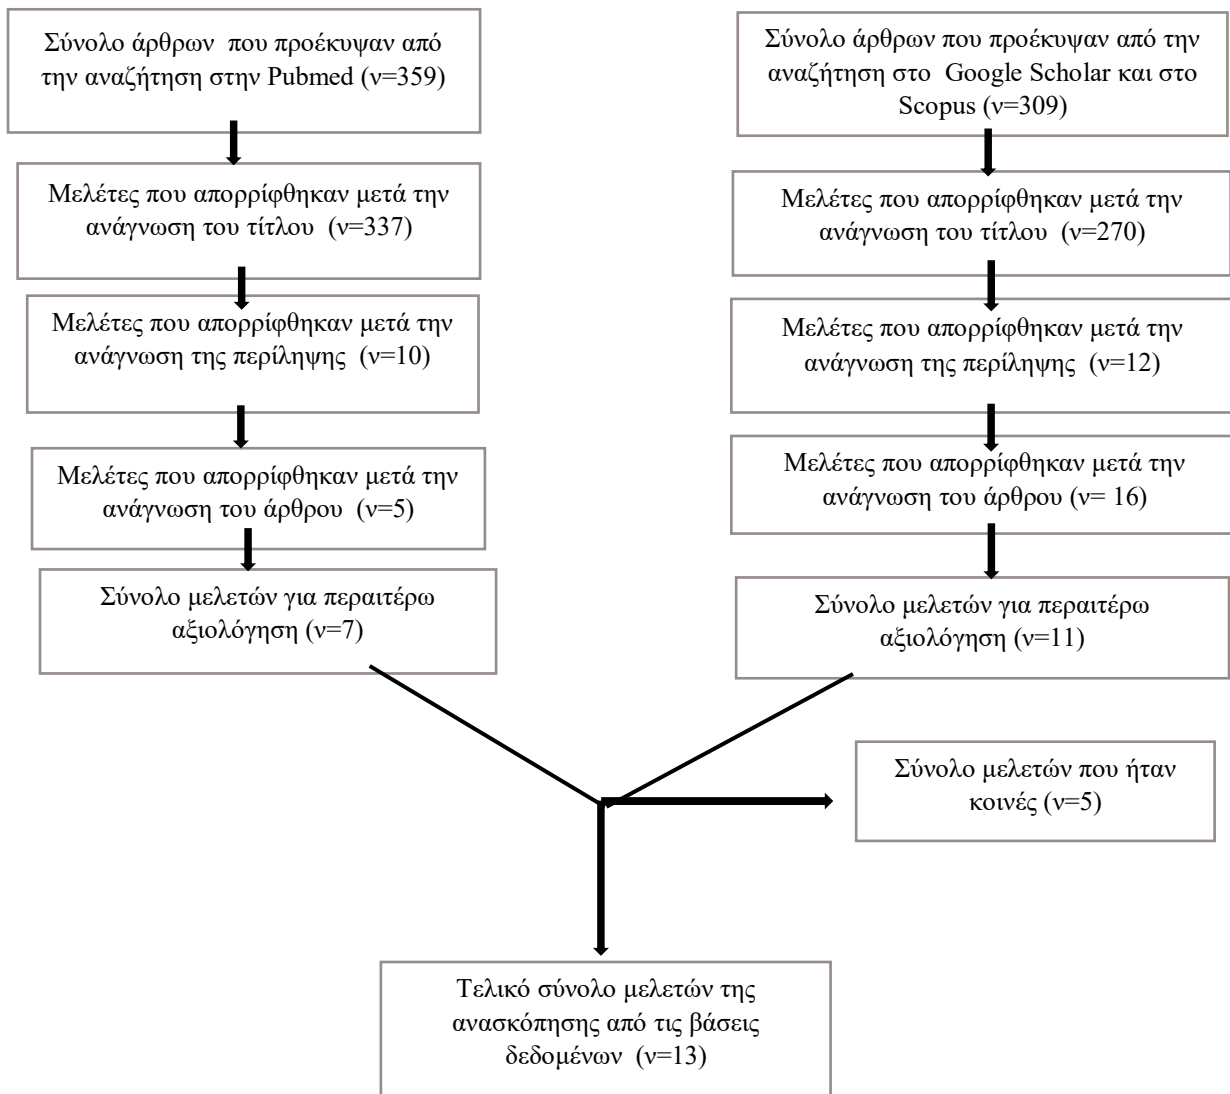 Σύνολο άρθρων που προέκυψαν από
την αναζήτηση στην Pubmed (ν=359)
Μελέτες που απορρίφθηκαν μετά την
ανάγνωση του τίτλου (ν=337)
Μελέτες που απορρίφθηκαν μετά την
ανάγνωση της περίληψης (ν=10)
Μελέτες που απορρίφθηκαν μετά την
ανάγνωση του άρθρου (ν=5)
Σύνολο μελετών για περαιτέρω
αξιολόγηση (ν=7)
Σύνολο άρθρων που προέκυψαν από την
αναζήτηση στο Google Scholar και στο
Scopus (ν=309)
Μελέτες που απορρίφθηκαν μετά την
ανάγνωση του τίτλου (ν=270)
Μελέτες που απορρίφθηκαν μετά την
ανάγνωση της περίληψης (ν=12)
Μελέτες που απορρίφθηκαν μετά την
ανάγνωση του άρθρου (ν= 16)
Σύνολο μελετών για περαιτέρω
αξιολόγηση (ν=11)
Σύνολο μελετών που ήταν
κοινές (ν=5)
Τελικό σύνολο μελετών της
ανασκόπησης από τις βάσεις
δεδομένων (ν=13)